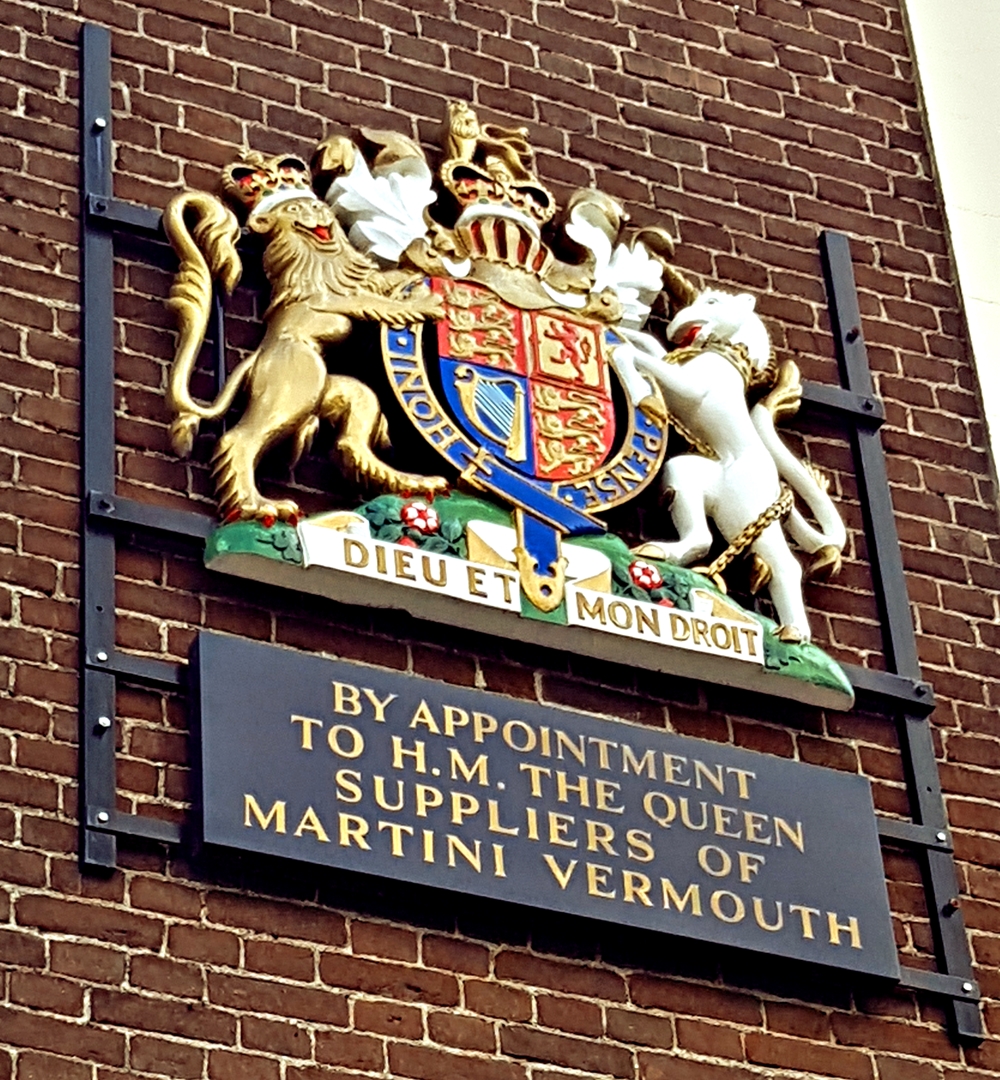 HONI
PENSE
DIEU ET MON DROIT
BY APPOINTMENT
TO H.M. THE QUEEN
SUPPLIERS OF
MARTINI VERMOUTH